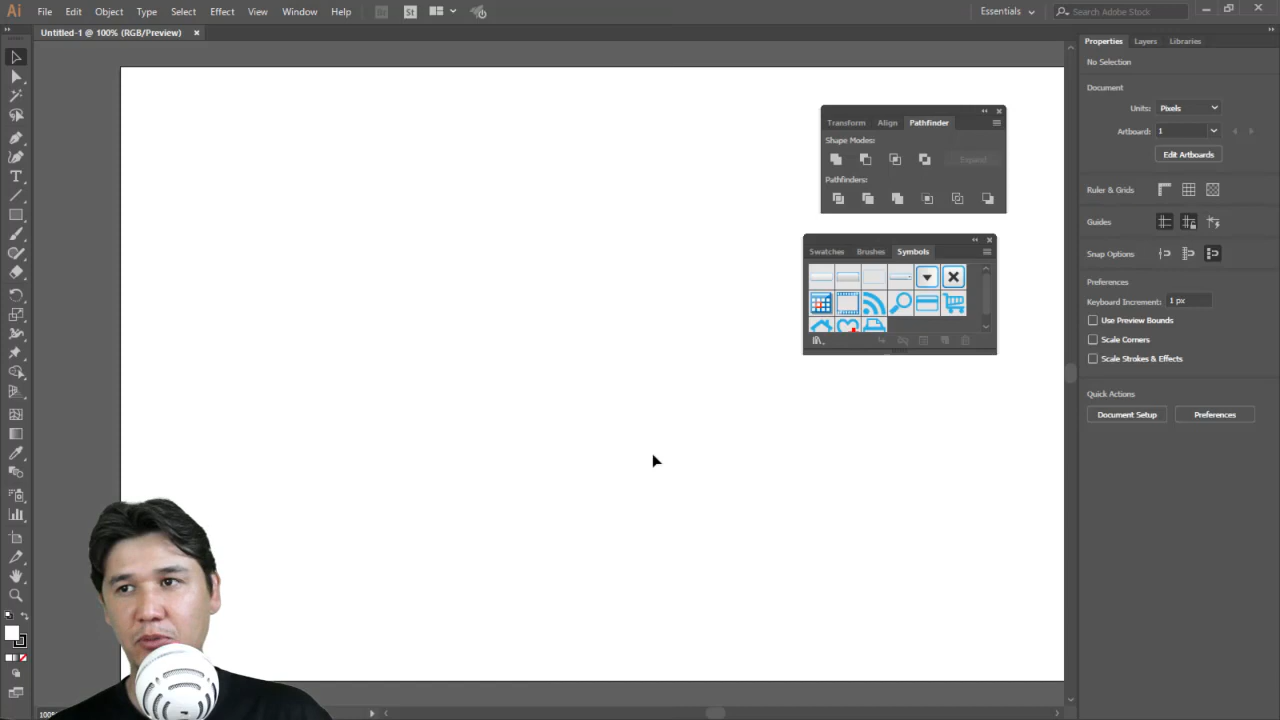 Ai File Edit Object Type Select Effect View Window Help Br St Essentials Search Adobe Stock
Untitled-1 @ 100% (RGB/Preview)
Properties Layers Libraries
No Selection
Document
Units: Pixels
Artboard: 1
Edit Artboards
Ruler & Grids
Guides
Snap Options
Preferences
Keyboard Increment: 1 px
Use Preview Bounds
Scale Corners
Scale Strokes & Effects
Quick Actions
Document Setup Preferences
Transform Align Pathfinder
Shape Modes:
Expand
Pathfinders:
Swatches Brushes Symbols
100%